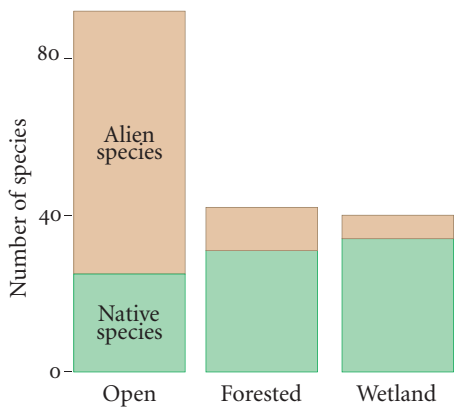 80
Alien
species
Number of species
40
Native
species
0
Open Forested Wetland